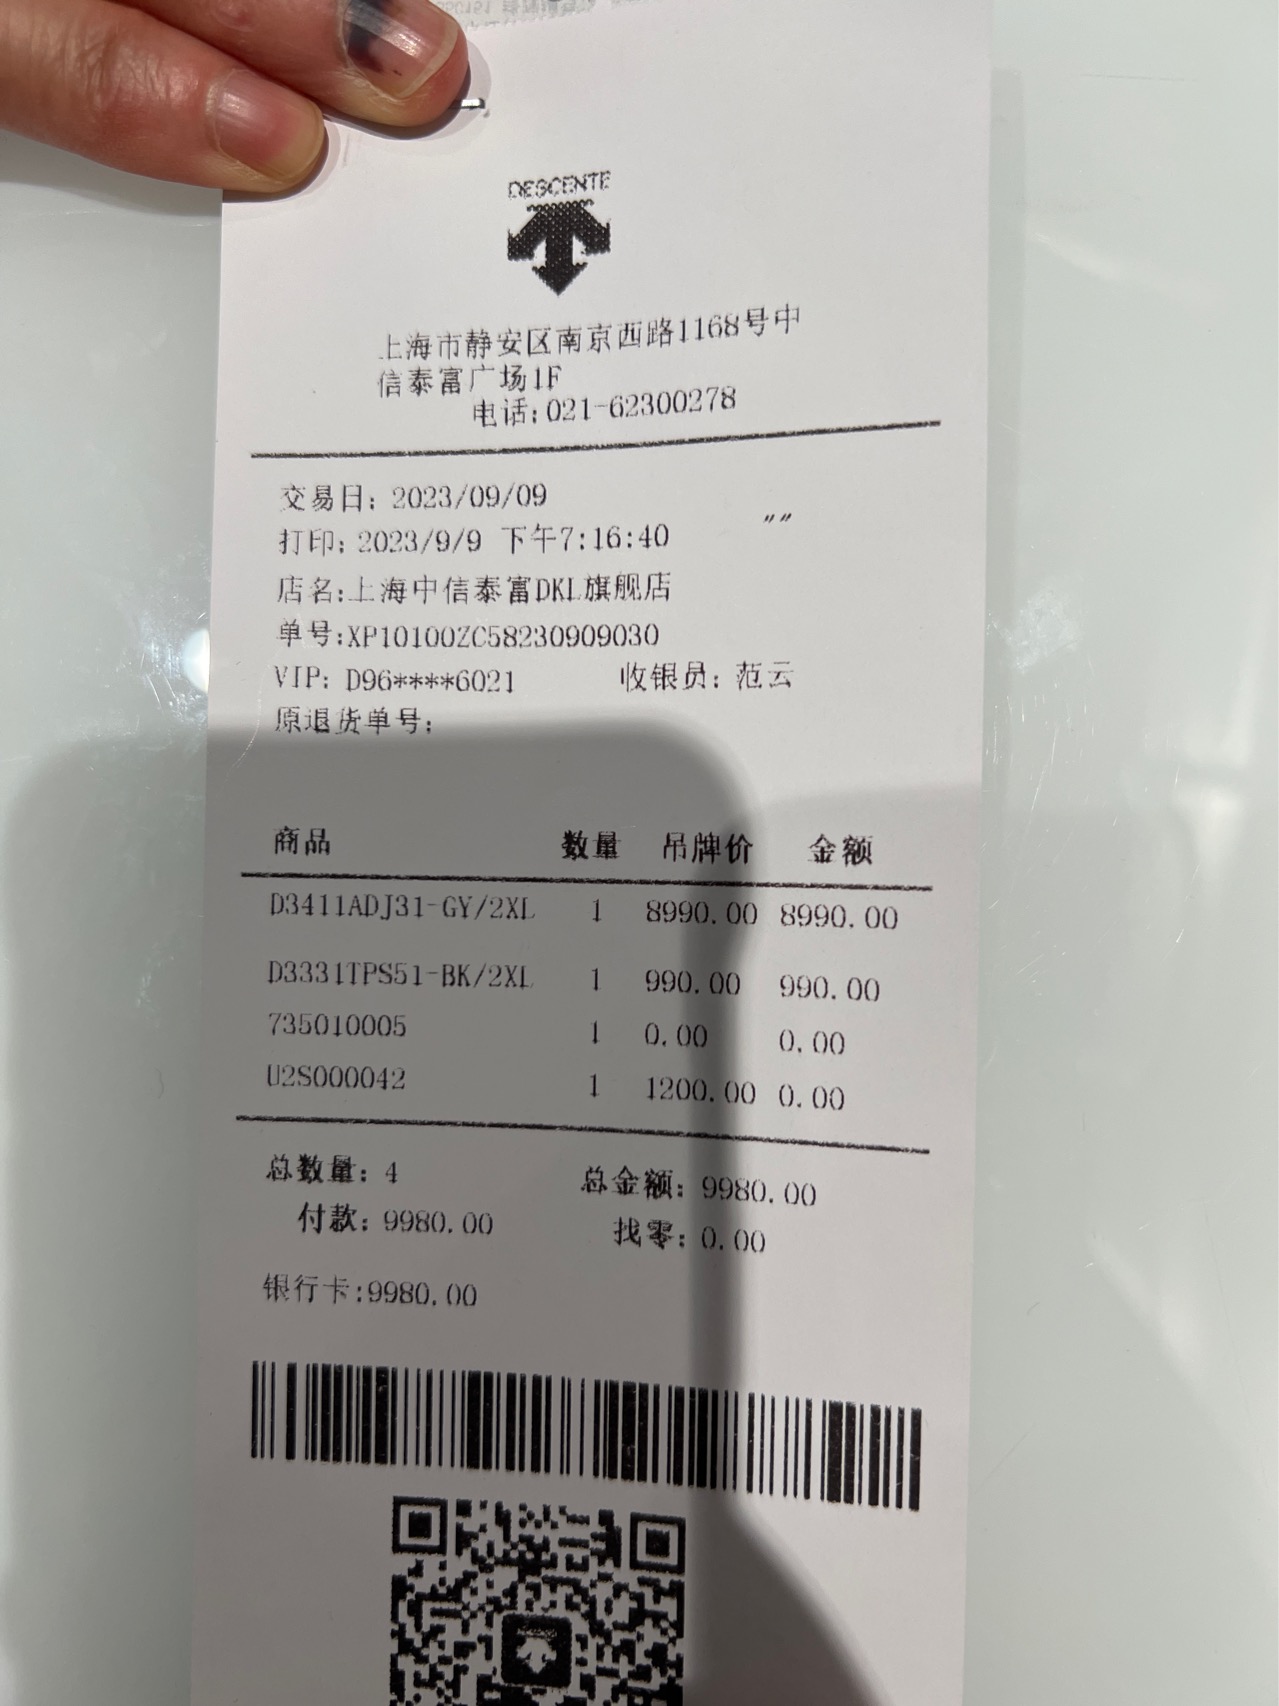 DESCENTE
上海市静安区南京西路1168号中
信泰富广场1F
电话:021-62300278
交易日: 2023/09/09
打印: 2023/9/9 下午7:16:40 ""
店名:上海中信泰富DKL旗舰店
单号:XP10100ZC58230909030
VIP: D96****6021 收银员: 范云
原退货单号:
商品 数量 吊牌价 金额
D3411ADJ31-GY/2XL 1 8990.00 8990.00
D3331TPS51-BK/2XL 1 990.00 990.00
735010005 1 0.00 0.00
U2S000042 1 1200.00 0.00
总数量: 4 总金额: 9980.00
付款: 9980.00 找零: 0.00
银行卡:9980.00